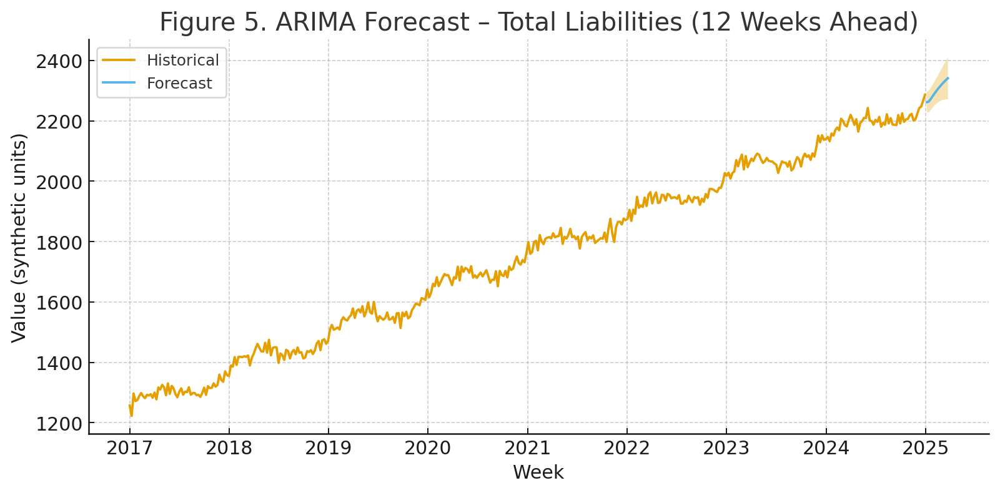 Figure 5. ARIMA Forecast – Total Liabilities (12 Weeks Ahead)
Historical
Forecast
Value (synthetic units)
2400
2200
2000
1800
1600
1400
1200
2017 2018 2019 2020 2021 2022 2023 2024 2025
Week